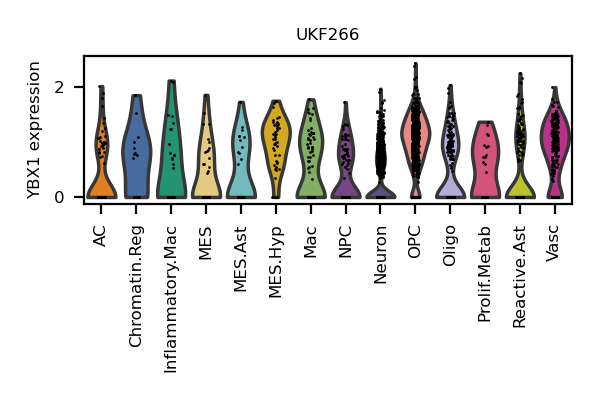 UKF266
YBX1 expression
2
0
AC
Chromatin.Reg
Inflammatory.Mac
MES
MES.Ast
MES.Hyp
Mac
NPC
Neuron
OPC
Oligo
Prolif.Metab
Reactive.Ast
Vasc